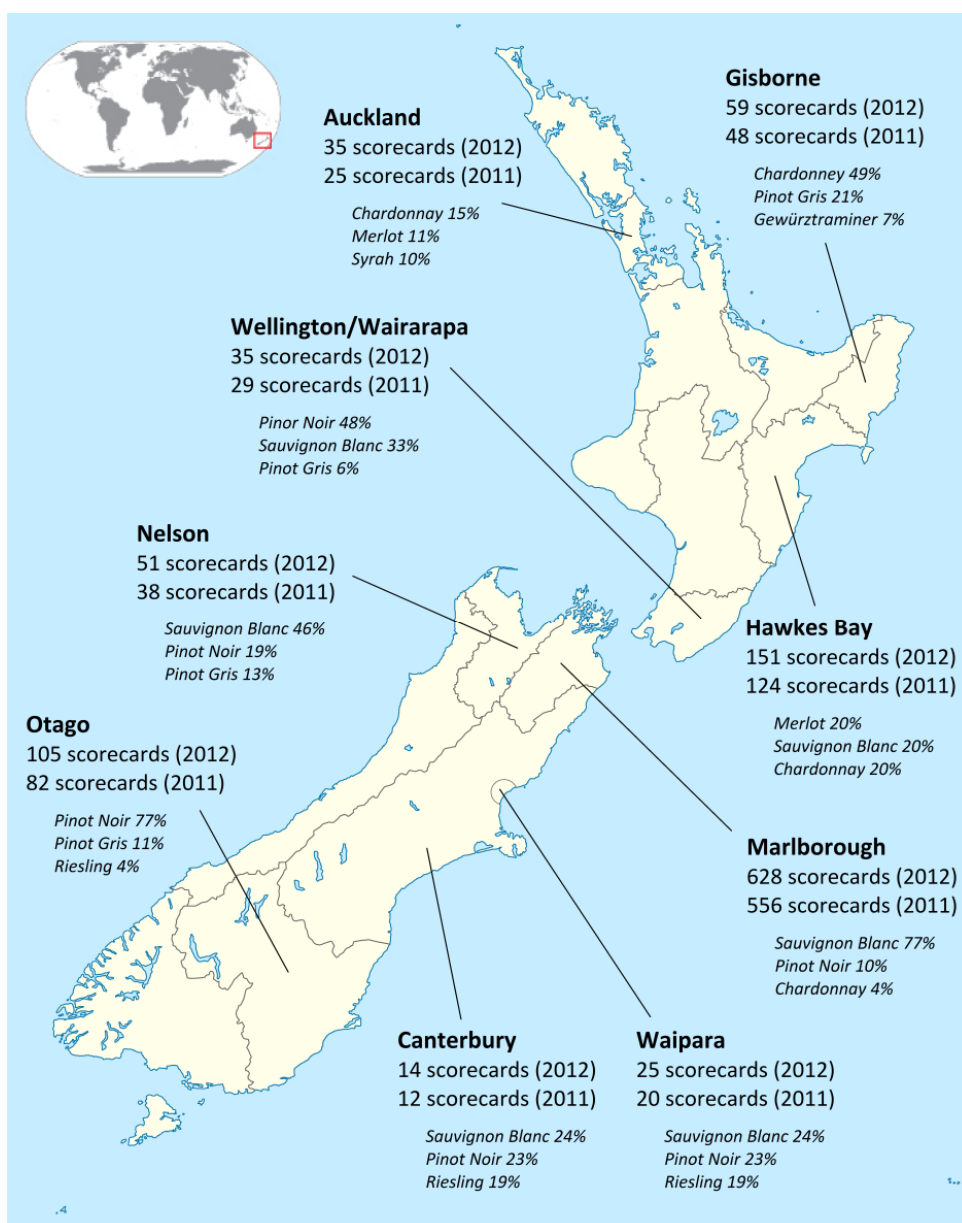 Gisborne
59 scorecards (2012)
48 scorecards (2011)
Chardonney 49%
Pinot Gris 21%
Gewürztraminer 7%
Auckland
35 scorecards (2012)
25 scorecards (2011)
Chardonnay 15%
Merlot 11%
Syrah 10%
Wellington/Wairarapa
35 scorecards (2012)
29 scorecards (2011)
Pinor Noir 48%
Sauvignon Blanc 33%
Pinot Gris 6%
Nelson
51 scorecards (2012)
38 scorecards (2011)
Sauvignon Blanc 46%
Pinot Noir 19%
Pinot Gris 13%
Hawkes Bay
151 scorecards (2012)
124 scorecards (2011)
Merlot 20%
Sauvignon Blanc 20%
Chardonnay 20%
Otago
105 scorecards (2012)
82 scorecards (2011)
Pinot Noir 77%
Pinot Gris 11%
Riesling 4%
Marlborough
628 scorecards (2012)
556 scorecards (2011)
Sauvignon Blanc 77%
Pinot Noir 10%
Chardonnay 4%
Canterbury
14 scorecards (2012)
12 scorecards (2011)
Sauvignon Blanc 24%
Pinot Noir 23%
Riesling 19%
Waipara
25 scorecards (2012)
20 scorecards (2011)
Sauvignon Blanc 24%
Pinot Noir 23%
Riesling 19%